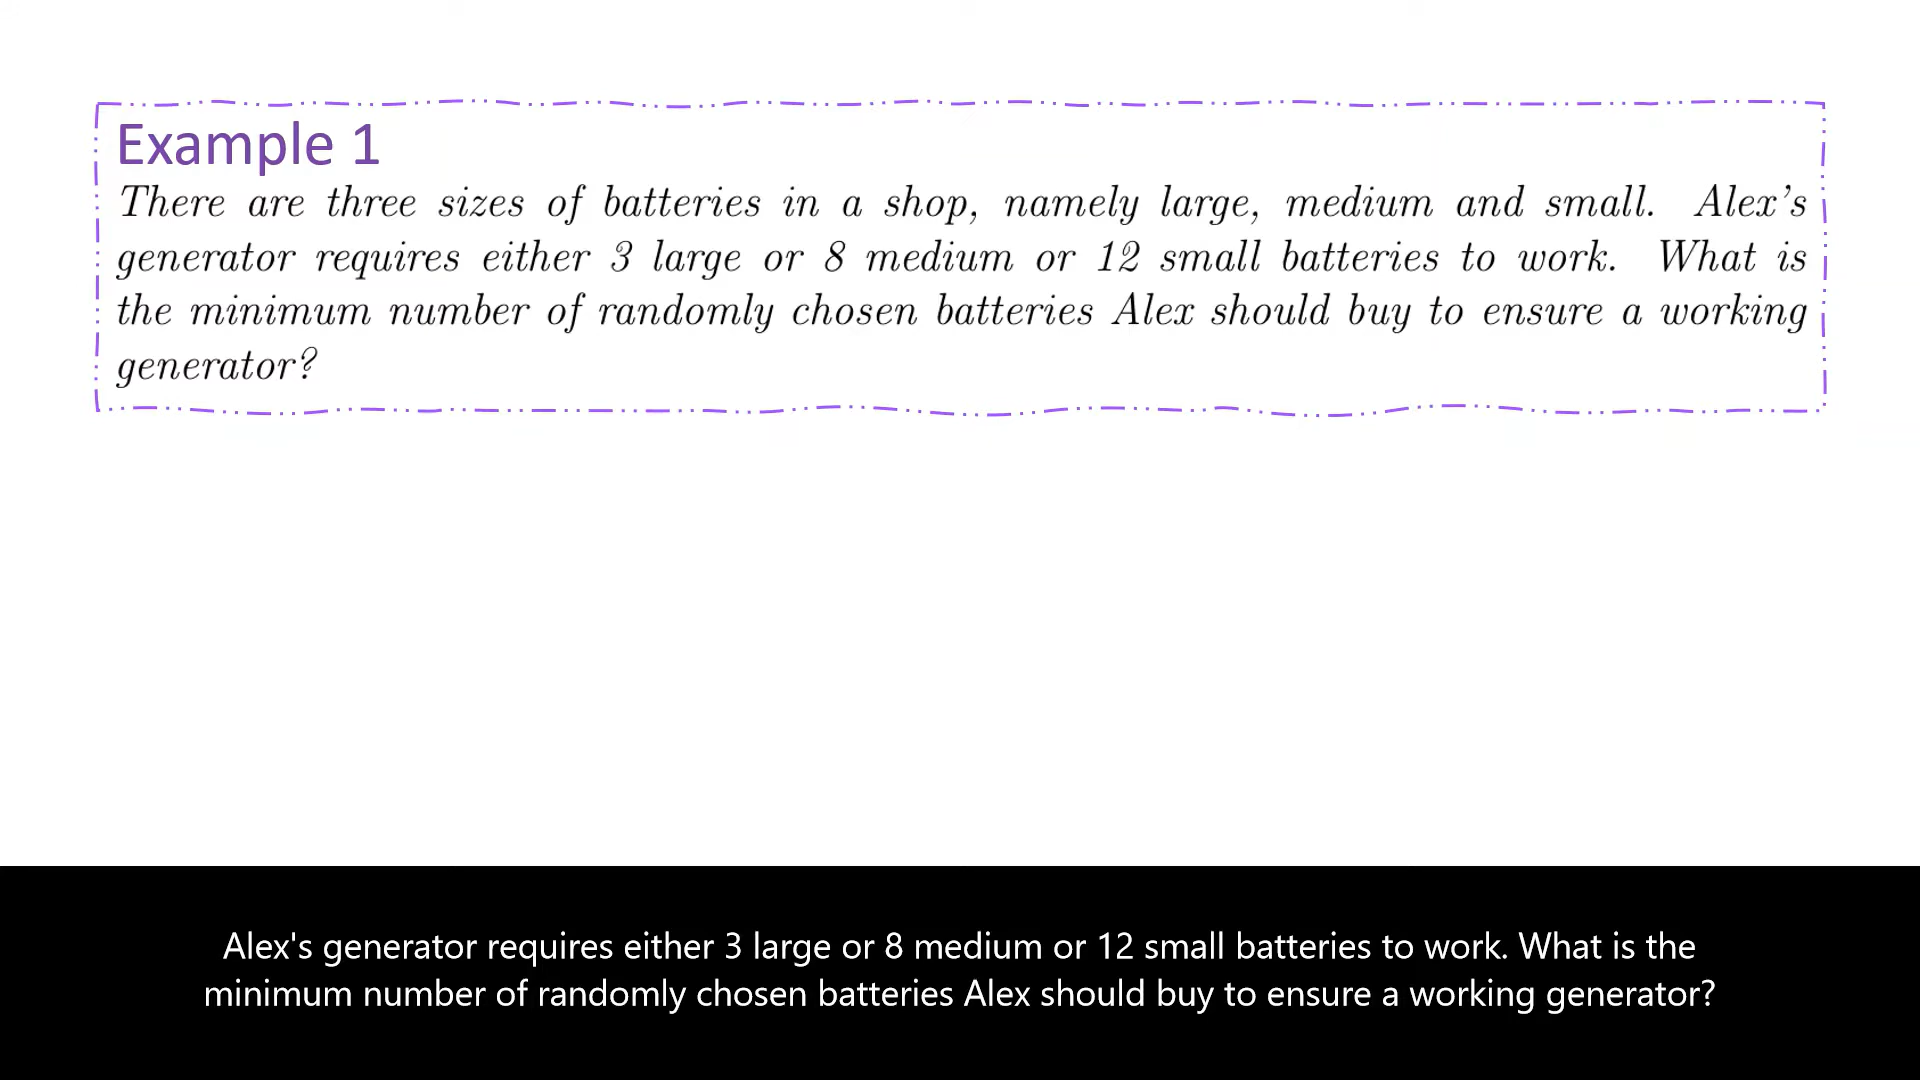 Example 1
There are three sizes of batteries in a shop, namely large, medium and small. Alex's
generator requires either 3 large or 8 medium or 12 small batteries to work. What is
the minimum number of randomly chosen batteries Alex should buy to ensure a working
generator?
Alex's generator requires either 3 large or 8 medium or 12 small batteries to work. What is the
minimum number of randomly chosen batteries Alex should buy to ensure a working generator?